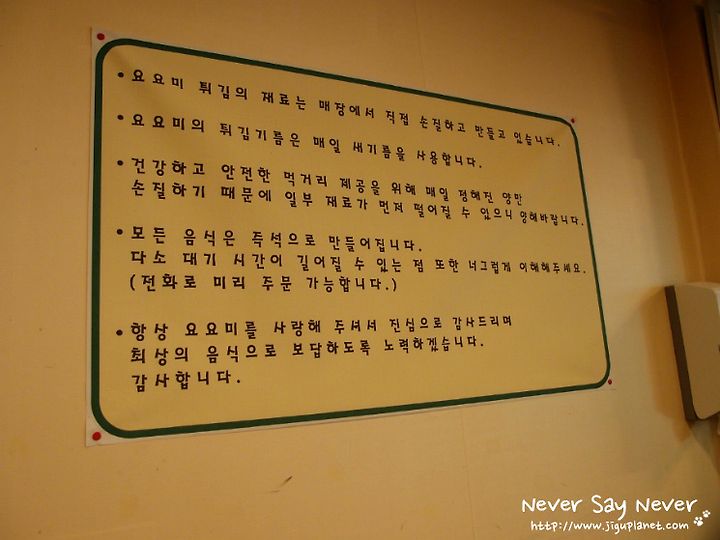 • 요요미 튀김의 재료는 매장에서 직접 손질하고 만들고 있습니다.
• 요요미의 튀김기름은 매일 새기름을 사용합니다.
• 건강하고 안전한 먹거리 제공을 위해 매일 정해진 양만
손질하기 때문에 일부 재료가 먼저 떨어질 수 있으니 양해바랍니다.
• 모든 음식은 즉석으로 만들어집니다.
다소 대기 시간이 길어질 수 있는 점 또한 너그럽게 이해해주세요.
(전화로 미리 주문 가능합니다.)
• 항상 요요미를 사랑해 주셔서 진심으로 감사드리며
최상의 음식으로 보답하도록 노력하겠습니다.
감사합니다.
Never Say Never
http://www.jiguplanet.com